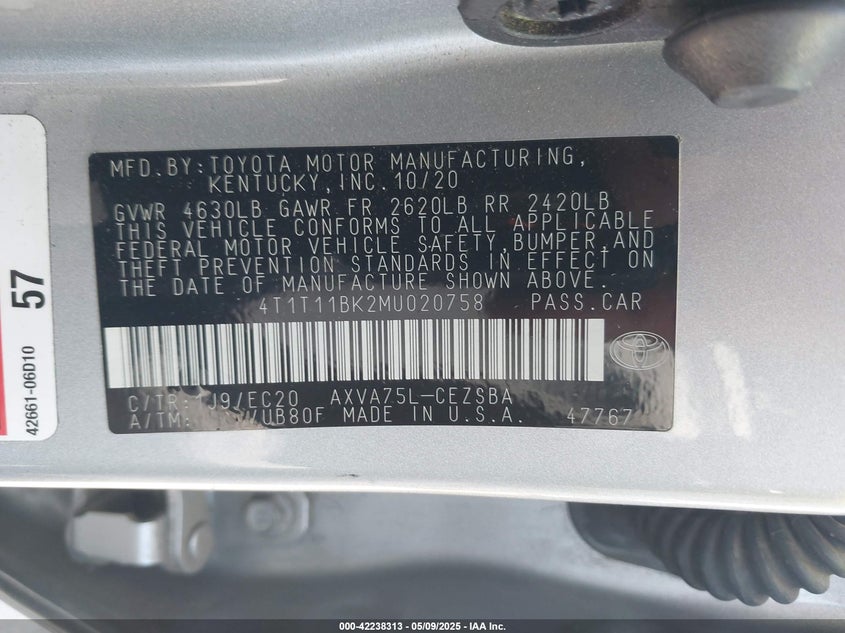 MFD.BY:TOYOTA MOTOR MANUFACTURING,
KENTUCKY,INC.10/20
GVWR 4630LB GAWR FR 2620LB RR 2420LB
THIS VEHICLE CONFORMS TO ALL APPLICABLE
FEDERAL MOTOR VEHICLE SAFETY,BUMPER,AND
THEFT PREVENTION STANDARDS IN EFFECT ON
THE DATE OF MANUFACTURE SHOWN ABOVE.
4T1T11BK2MU020758 PASS.CAR
C/TR: J9/EC20 AXVA75L-CEZSBA
A/TM: UB80F MADE IN U.S.A. 47767
57
42661-06D10
000-42238313 - 05/09/2025 - IAA Inc.